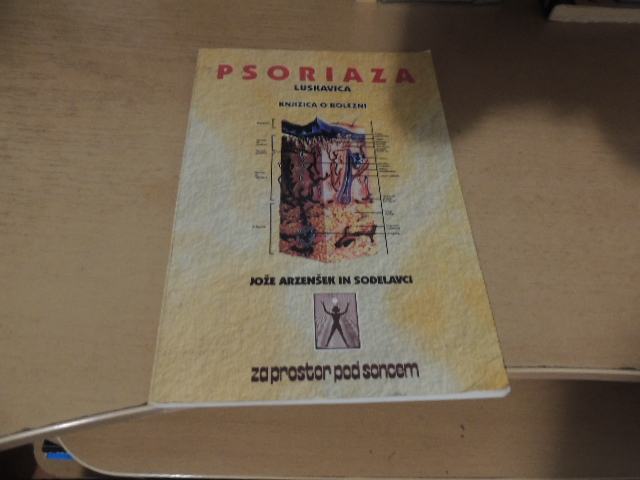 PSORIAZA
LUSKAVICA
KNJIŽICA O BOLEZNI
JOŽE ARZENŠEK IN SODELAVCI
za prostor pod soncem